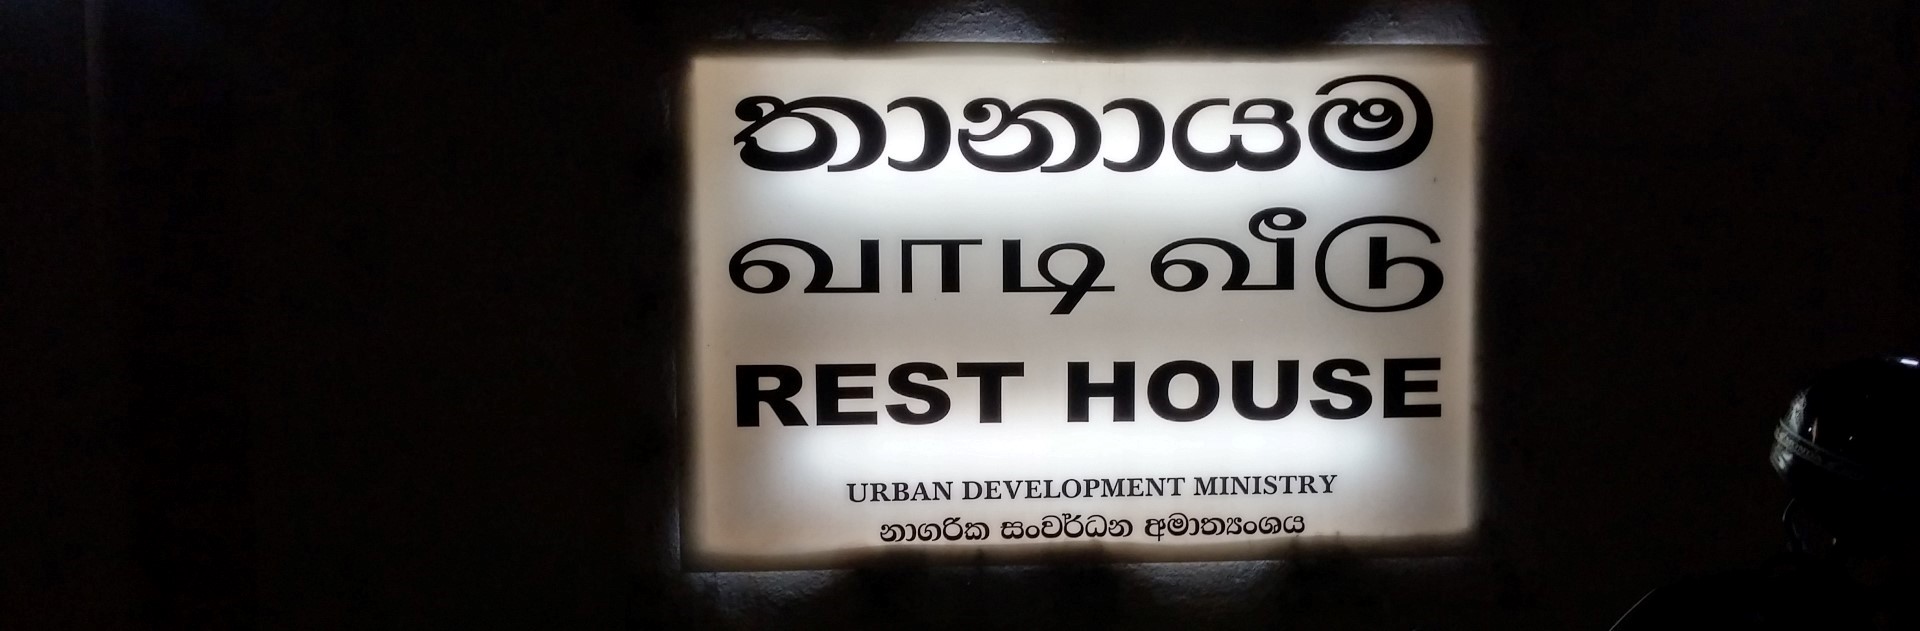 තානායම
வாடி வீடு
REST HOUSE
URBAN DEVELOPMENT MINISTRY
නාගරික සංවර්ධන අමාත්‍යංශය